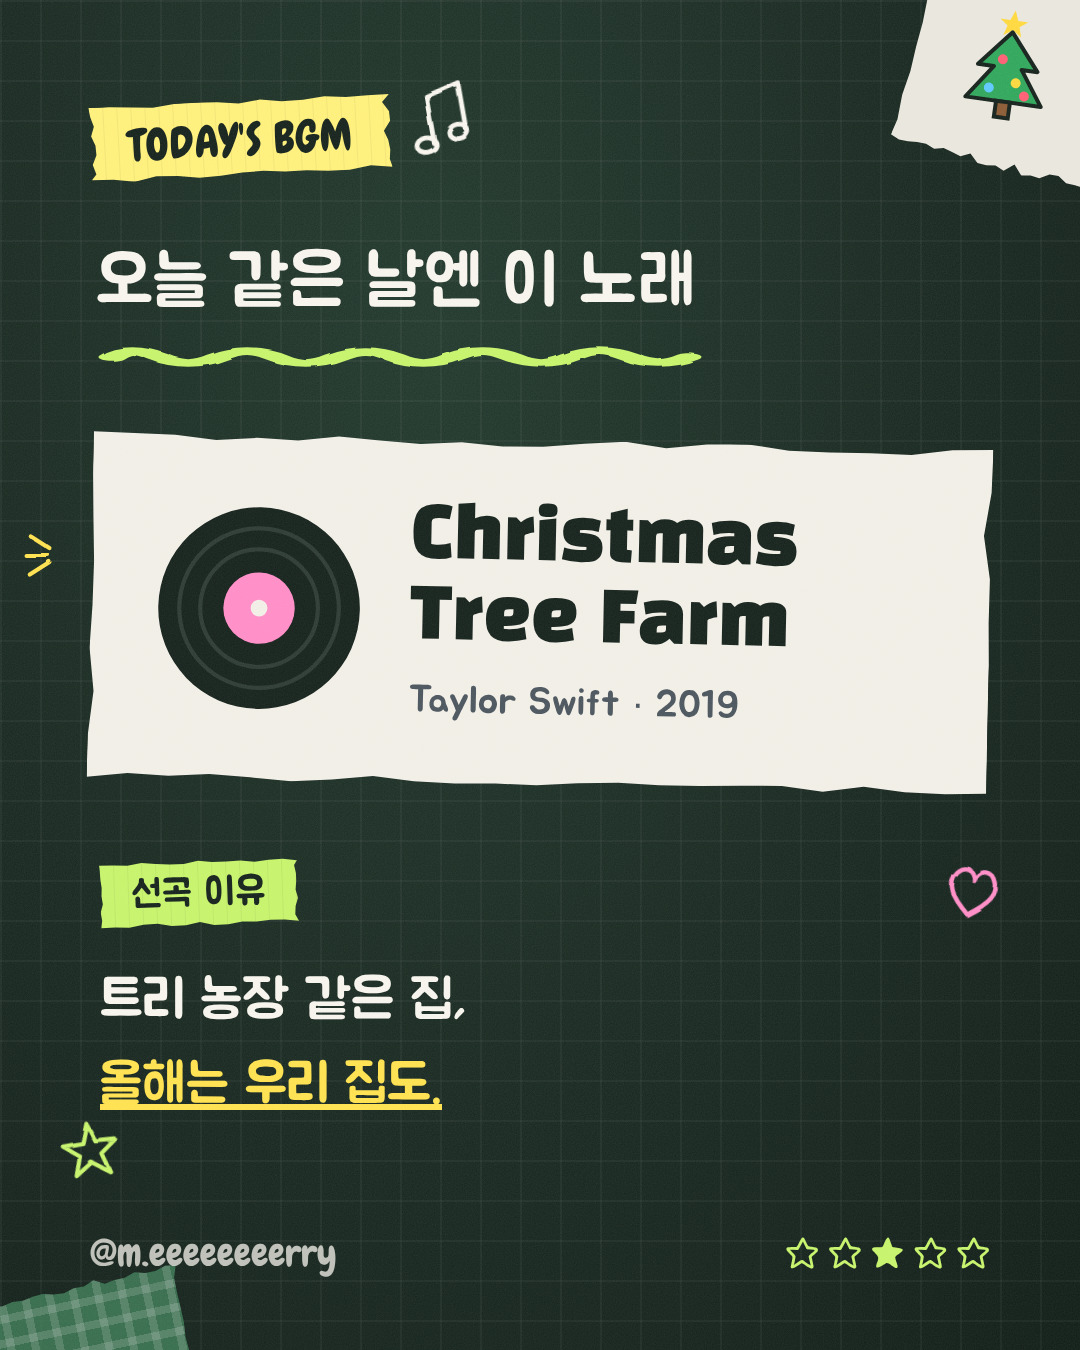 TODAY'S BGM
오늘 같은 날엔 이 노래
Christmas
Tree Farm
Taylor Swift · 2019
선곡 이유
트리 농장 같은 집,
올해는 우리 집도.
@m.eeeeeeeerry